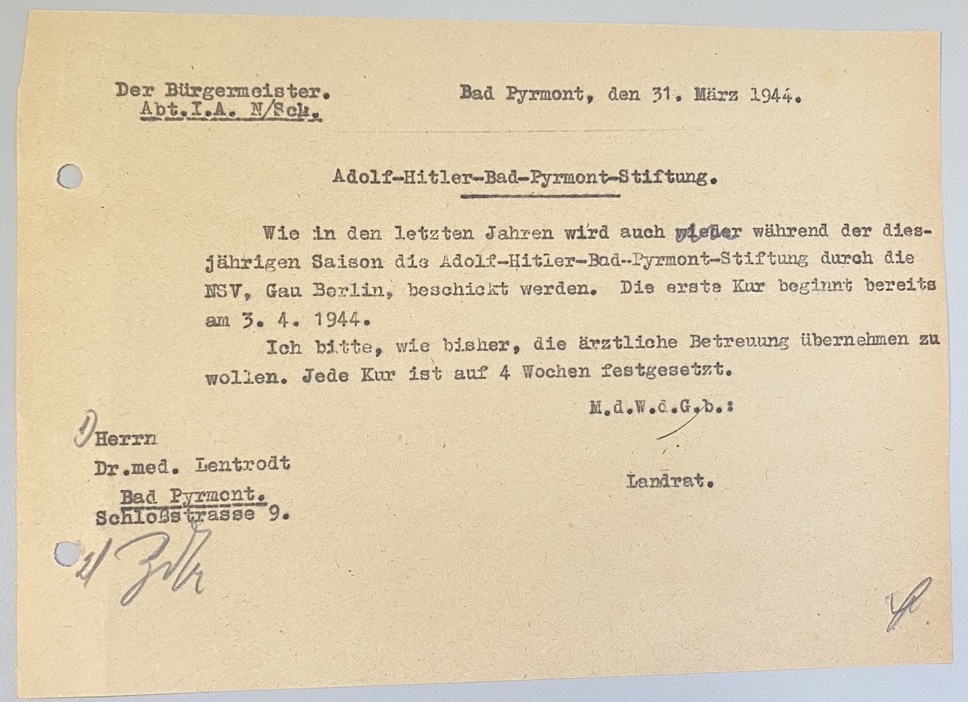 Der Bürgermeister.
Abt.I.A. N/Sch.
Bad Pyrmont, den 31. März 1944.
Adolf-Hitler-Bad-Pyrmont-Stiftung.
Wie in den letzten Jahren wird auch wieder während der dies-
jährigen Saison die Adolf-Hitler-Bad-Pyrmont-Stiftung durch die
NSV, Gau Berlin, beschickt werden. Die erste Kur beginnt bereits
am 3. 4. 1944.
Ich bitte, wie bisher, die ärztliche Betreuung übernehmen zu
wollen. Jede Kur ist auf 4 Wochen festgesetzt.
M.d.W.d.G.b.:
1) Herrn
Dr.med. Lentrodt
Bad Pyrmont.
Schloßstrasse 9.
Landrat.
2/ ZdA